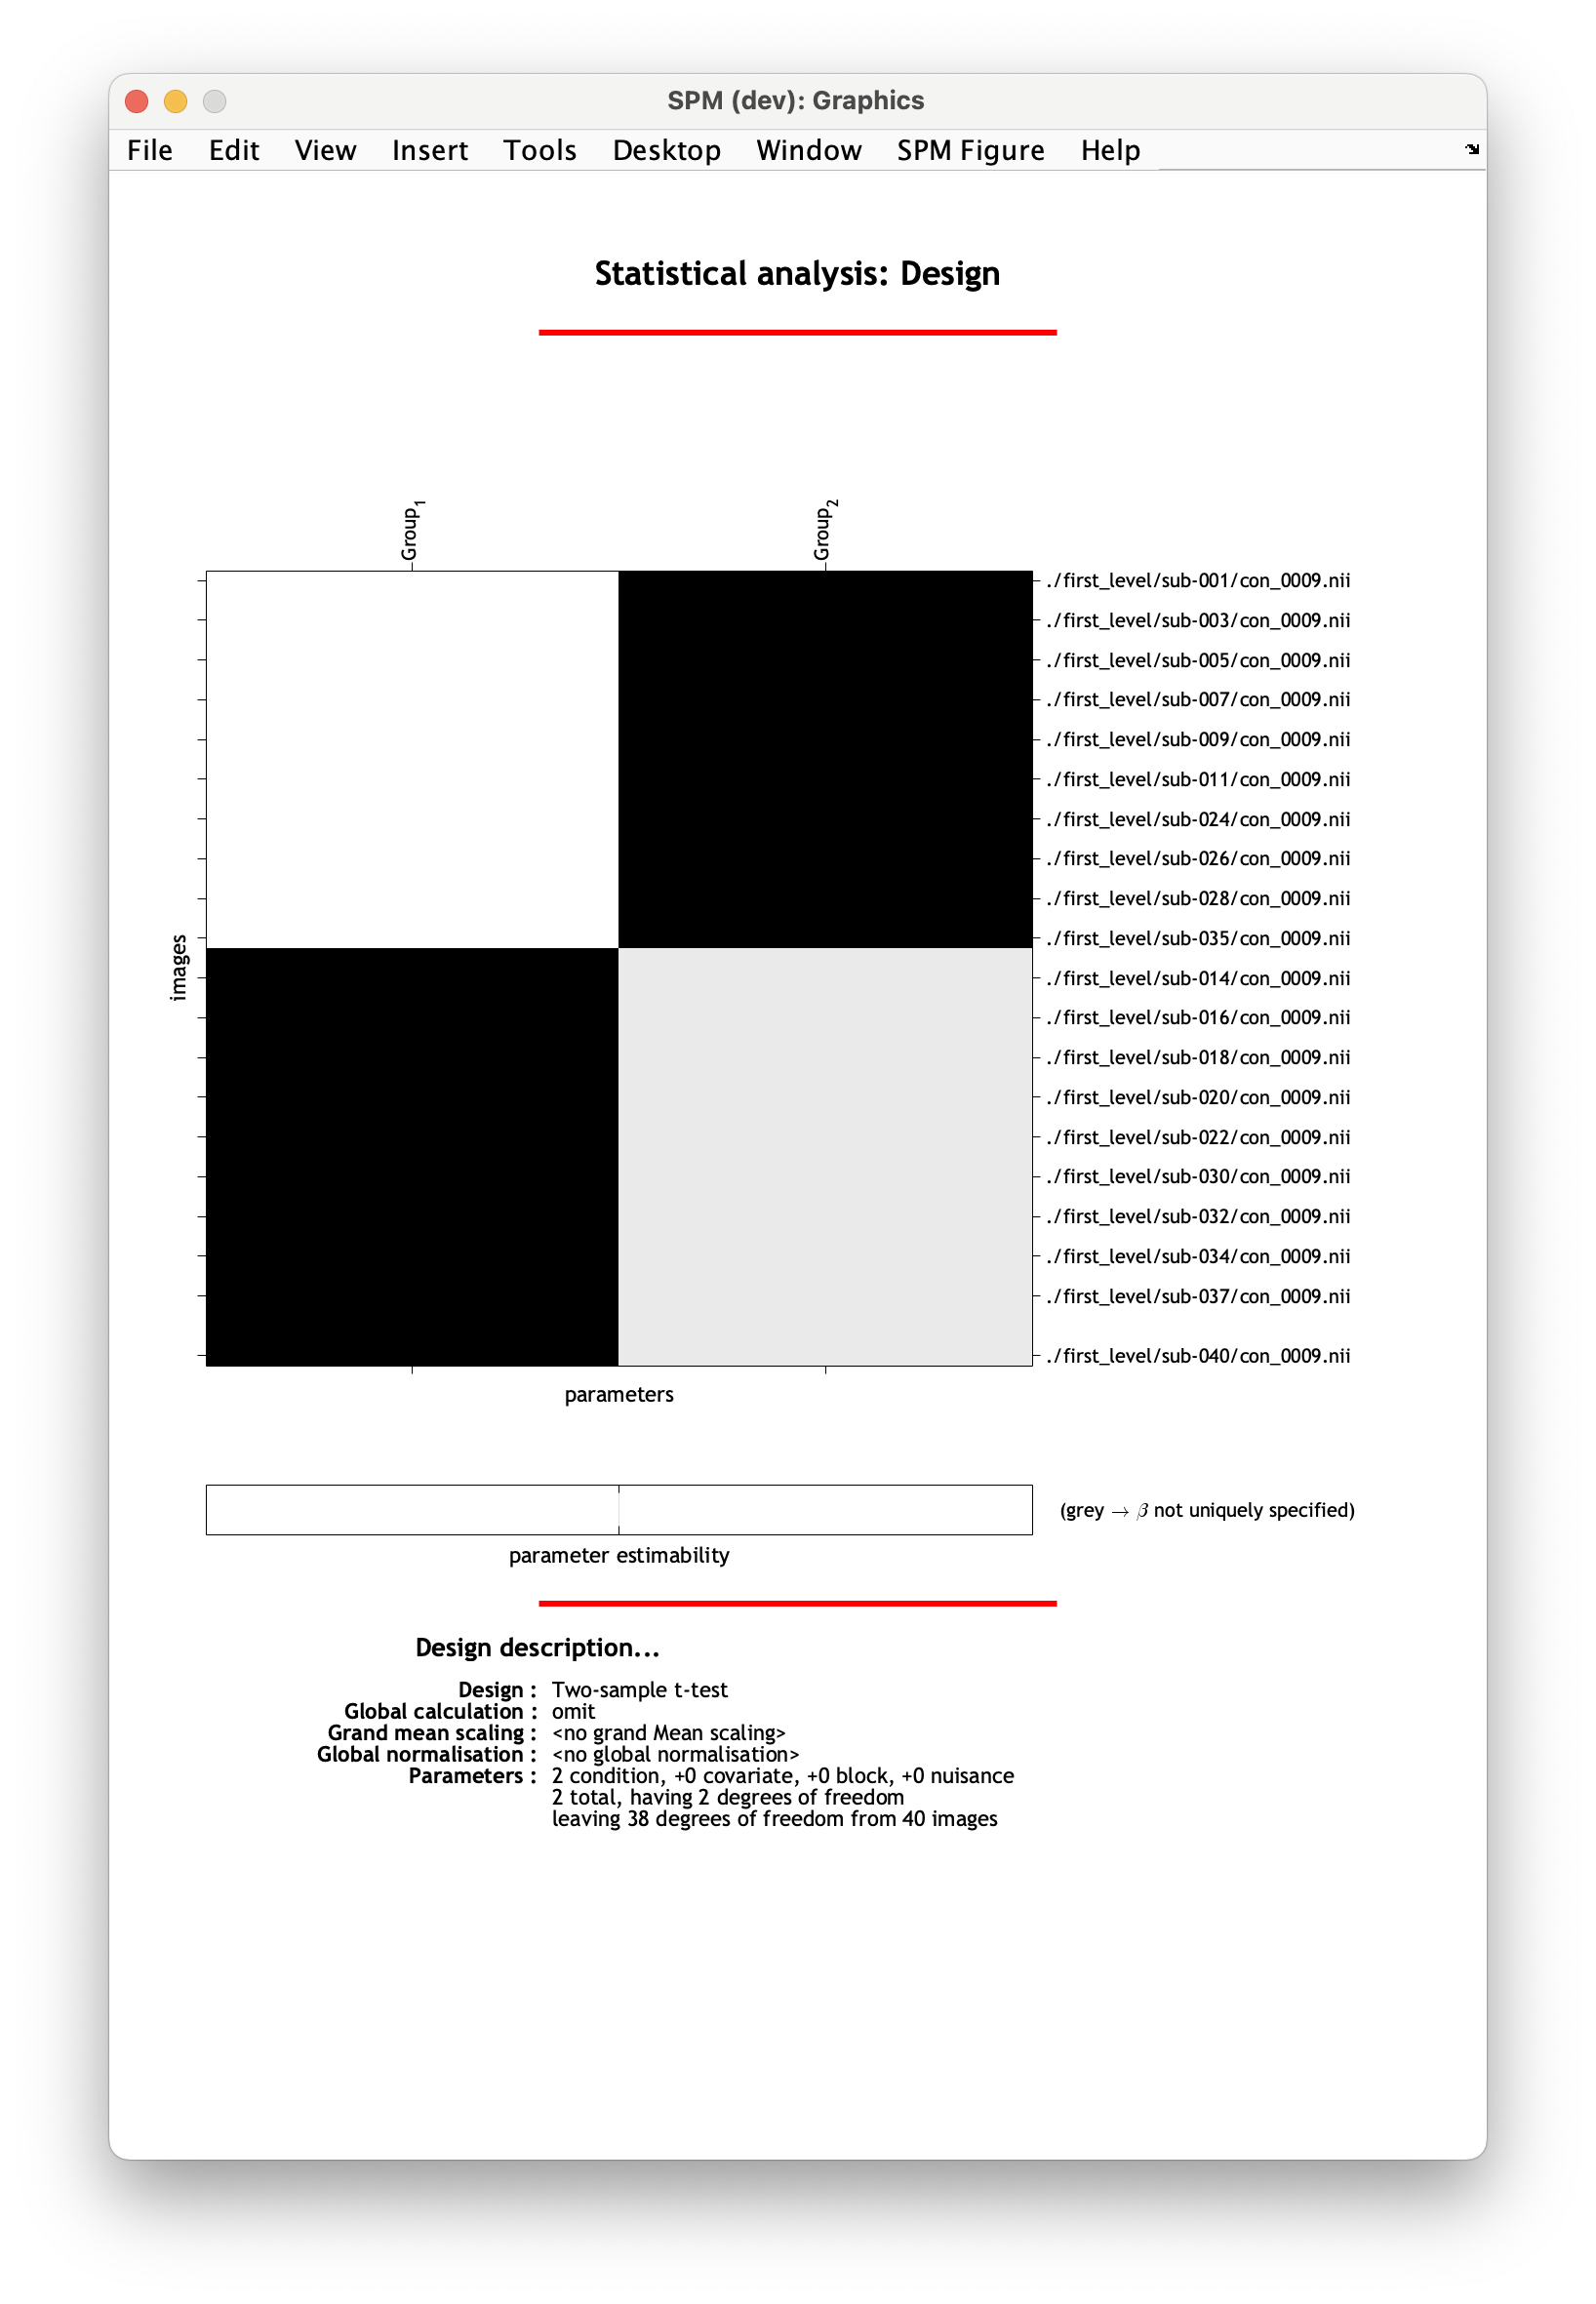 SPM (dev): Graphics
File Edit View Insert Tools Desktop Window SPM Figure Help
Statistical analysis: Design
Group1
Group2
images
./first_level/sub-001/con_0009.nii
./first_level/sub-003/con_0009.nii
./first_level/sub-005/con_0009.nii
./first_level/sub-007/con_0009.nii
./first_level/sub-009/con_0009.nii
./first_level/sub-011/con_0009.nii
./first_level/sub-024/con_0009.nii
./first_level/sub-026/con_0009.nii
./first_level/sub-028/con_0009.nii
./first_level/sub-035/con_0009.nii
./first_level/sub-014/con_0009.nii
./first_level/sub-016/con_0009.nii
./first_level/sub-018/con_0009.nii
./first_level/sub-020/con_0009.nii
./first_level/sub-022/con_0009.nii
./first_level/sub-030/con_0009.nii
./first_level/sub-032/con_0009.nii
./first_level/sub-034/con_0009.nii
./first_level/sub-037/con_0009.nii
./first_level/sub-040/con_0009.nii
parameters
(grey → β not uniquely specified)
parameter estimability
Design description...
Design : Two-sample t-test
Global calculation : omit
Grand mean scaling : <no grand Mean scaling>
Global normalisation : <no global normalisation>
Parameters : 2 condition, +0 covariate, +0 block, +0 nuisance
2 total, having 2 degrees of freedom
leaving 38 degrees of freedom from 40 images